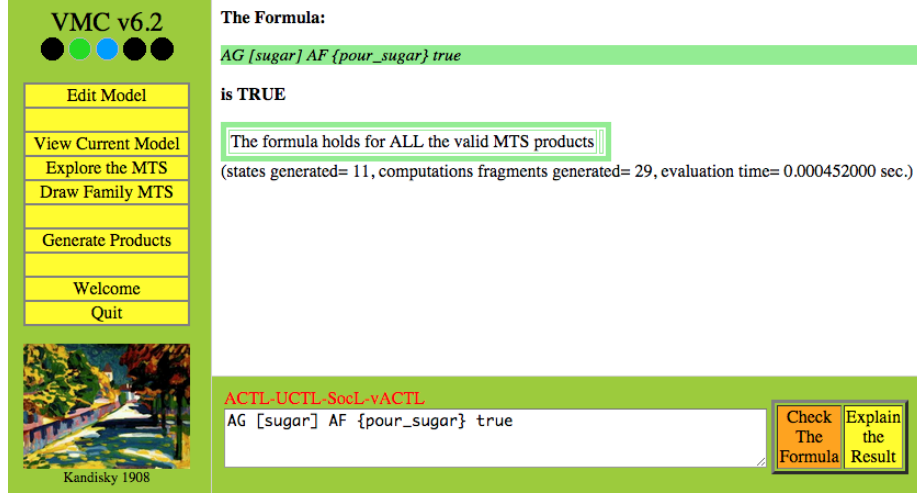 VMC v6.2
Edit Model
View Current Model
Explore the MTS
Draw Family MTS
Generate Products
Welcome
Quit
Kandisky 1908
The Formula:
AG [sugar] AF {pour_sugar} true
is TRUE
The formula holds for ALL the valid MTS products
(states generated= 11, computations fragments generated= 29, evaluation time= 0.000452000 sec.)
ACTL-UCTL-SocL-vACTL
AG [sugar] AF {pour_sugar} true
Check
The
Formula
Explain
the
Result